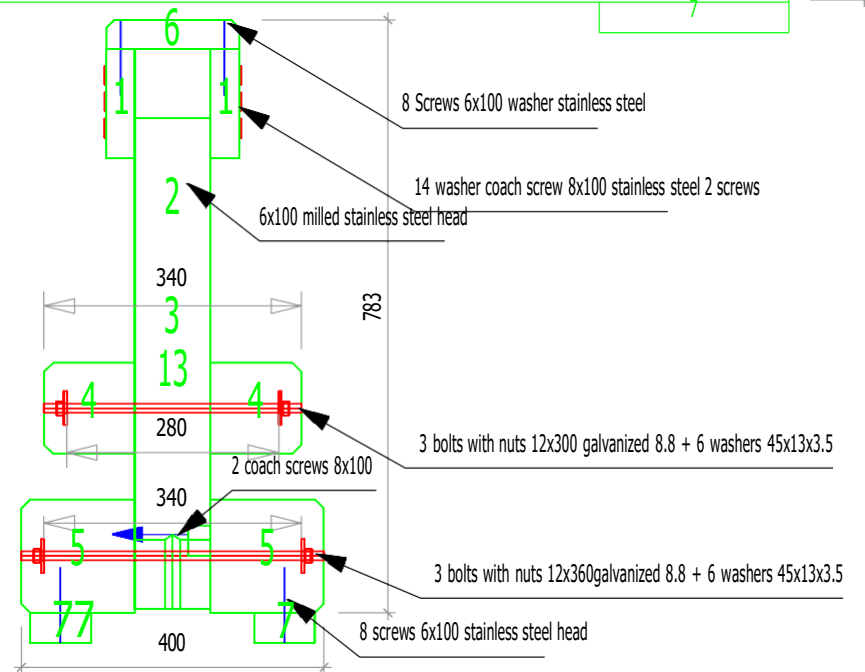 7
6
1 1
8 Screws 6x100 washer stainless steel
2
14 washer coach screw 8x100 stainless steel 2 screws
6x100 milled stainless steel head
340
783
3
13
4 4
280
3 bolts with nuts 12x300 galvanized 8.8 + 6 washers 45x13x3.5
2 coach screws 8x100
340
5 5
3 bolts with nuts 12x360galvanized 8.8 + 6 washers 45x13x3.5
77 7
8 screws 6x100 stainless steel head
400